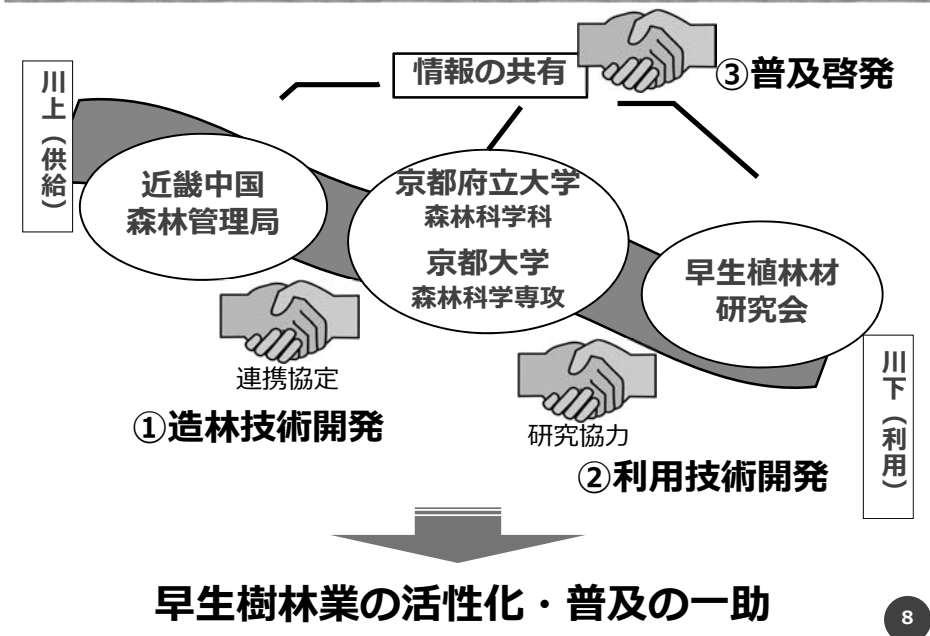 情報の共有
③普及啓発
川上（供給）
近畿中国
森林管理局
京都府立大学
森林科学科
京都大学
森林科学専攻
早生植林材
研究会
連携協定
①造林技術開発
研究協力
②利用技術開発
川下（利用）
早生樹林業の活性化・普及の一助
8